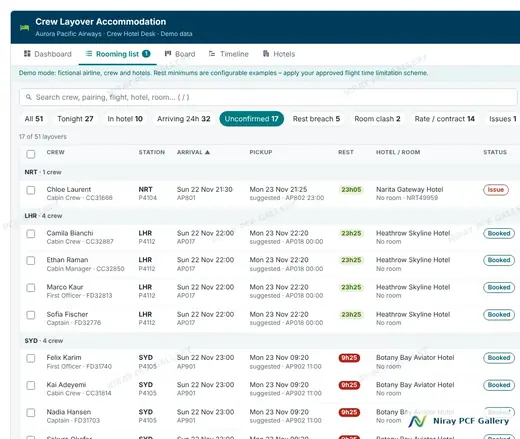 Crew Layover Accommodation
Aurora Pacific Airways · Crew Hotel Desk · Demo data
Dashboard Rooming list 1 Board Timeline Hotels
Demo mode: fictional airline, crew and hotels. Rest minimums are configurable examples – apply your approved flight time limitation scheme.
Search crew, pairing, flight, hotel, room... ( / )
All 51 Tonight 27 In hotel 10 Arriving 24h 32 Unconfirmed 17 Rest breach 5 Room clash 2 Rate / contract 14 Issues 1
17 of 51 layovers
CREW STATION ARRIVAL ▲ PICKUP REST HOTEL / ROOM STATUS
NRT · 1 crew
Chloe Laurent NRT Sun 22 Nov 21:30 Mon 23 Nov 21:25 23h05 Narita Gateway Hotel Issue
Cabin Crew · CC31666 P4104 AP801 suggested · AP802 23:00 No room · NRT49959
LHR · 4 crew
Camila Bianchi LHR Sun 22 Nov 22:00 Mon 23 Nov 22:20 23h25 Heathrow Skyline Hotel Booked
Cabin Crew · CC32887 P4112 AP017 suggested · AP018 00:00 No room
Ethan Raman LHR Sun 22 Nov 22:00 Mon 23 Nov 22:20 23h25 Heathrow Skyline Hotel Booked
Cabin Manager · CC32850 P4112 AP017 suggested · AP018 00:00 No room
Marco Kaur LHR Sun 22 Nov 22:00 Mon 23 Nov 22:20 23h25 Heathrow Skyline Hotel Booked
First Officer · FD32813 P4112 AP017 suggested · AP018 00:00 No room
Sofia Fischer LHR Sun 22 Nov 22:00 Mon 23 Nov 22:20 23h25 Heathrow Skyline Hotel Booked
Captain · FD32776 P4112 AP017 suggested · AP018 00:00 No room
SYD · 4 crew
Felix Karim SYD Sun 22 Nov 23:00 Mon 23 Nov 09:20 9h25 Botany Bay Aviator Hotel Booked
First Officer · FD31740 P4105 AP901 suggested · AP902 11:00 No room
Kai Adeyemi SYD Sun 22 Nov 23:00 Mon 23 Nov 09:20 9h25 Botany Bay Aviator Hotel Booked
Cabin Crew · CC31814 P4105 AP901 suggested · AP902 11:00 No room
Nadia Hansen SYD Sun 22 Nov 23:00 Mon 23 Nov 09:20 9h25 Botany
Captain · FD31703 P4105 AP901 suggested · AP902 11:00 No room
Niray PCF Gallery